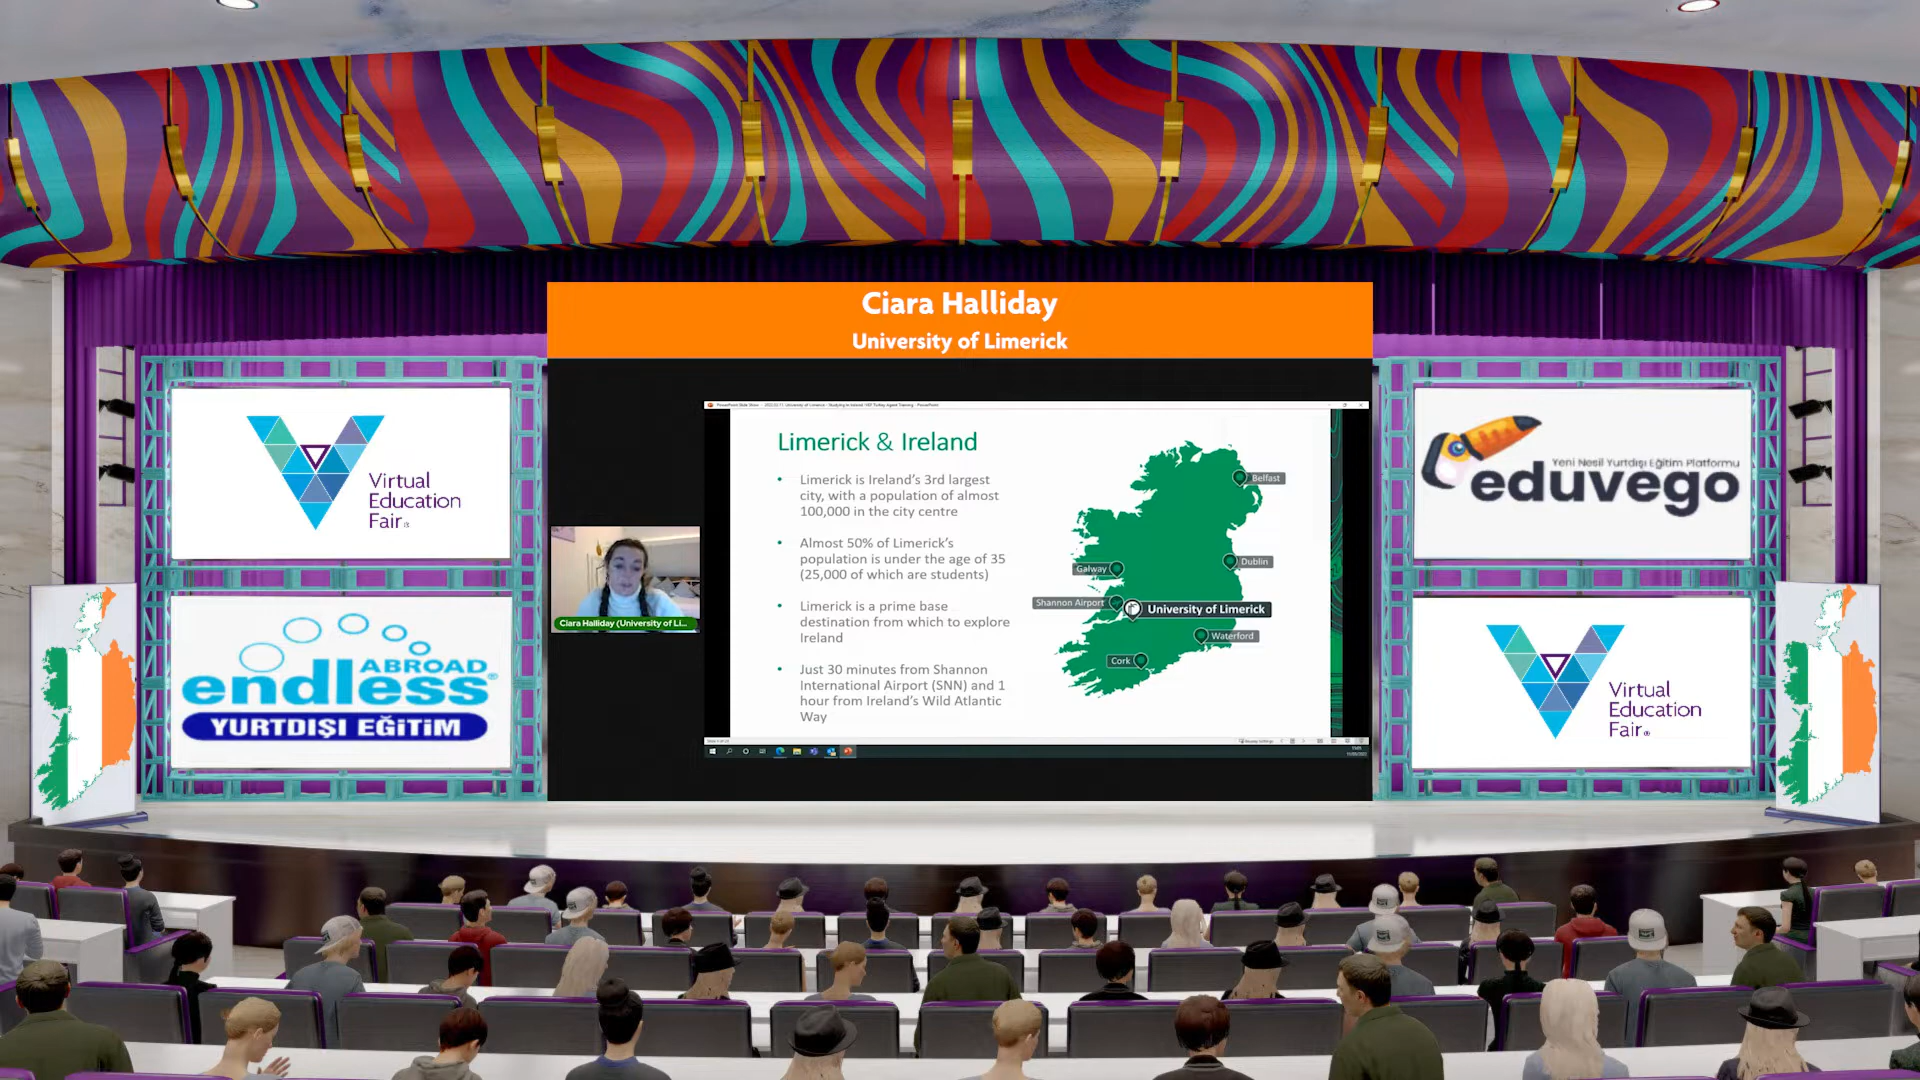 Ciara Halliday
University of Limerick
Virtual
Education
Fair
ABROAD
endless
YURTDIŞI EĞİTİM
Ciara Halliday (University of Li...
Limerick & Ireland
• Limerick is Ireland's 3rd largest
city, with a population of almost
100,000 in the city centre
• Almost 50% of Limerick's
population is under the age of 35
(25,000 of which are students)
• Limerick is a prime base
destination from which to explore
Ireland
• Just 30 minutes from Shannon
International Airport (SNN) and 1
hour from Ireland's Wild Atlantic
Way
Belfast
Dublin
Galway
Shannon Airport
University of Limerick
Waterford
Cork
Yeni Nesil Yurtdışı Eğitim Platformu
eduvego
Virtual
Education
Fair